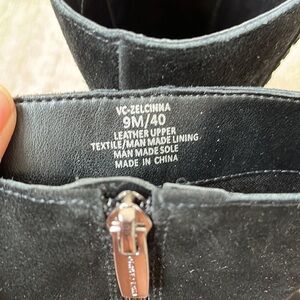 VC-ZELCINNA
9M/40
LEATHER UPPER
TEXTILE/MAN MADE LINING
MAN MADE SOLE
MADE IN CHINA